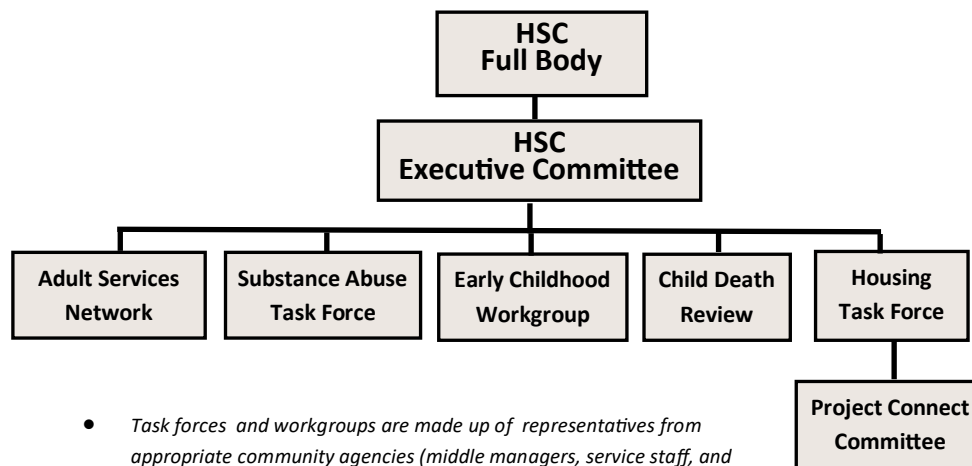 HSC
Full Body
HSC
Executive Committee
Adult Services
Network
Substance Abuse
Task Force
Early Childhood
Workgroup
Child Death
Review
Housing
Task Force
Project Connect
Committee
• Task forces and workgroups are made up of representatives from
appropriate community agencies (middle managers, service staff, and